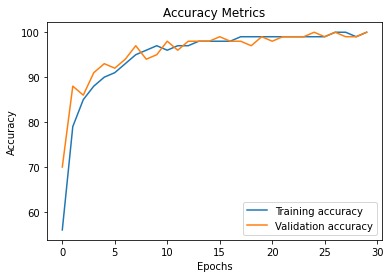 Accuracy Metrics
100
90
80
70
60
Accuracy
0 5 10 15 20 25 30
Epochs
Training accuracy
Validation accuracy